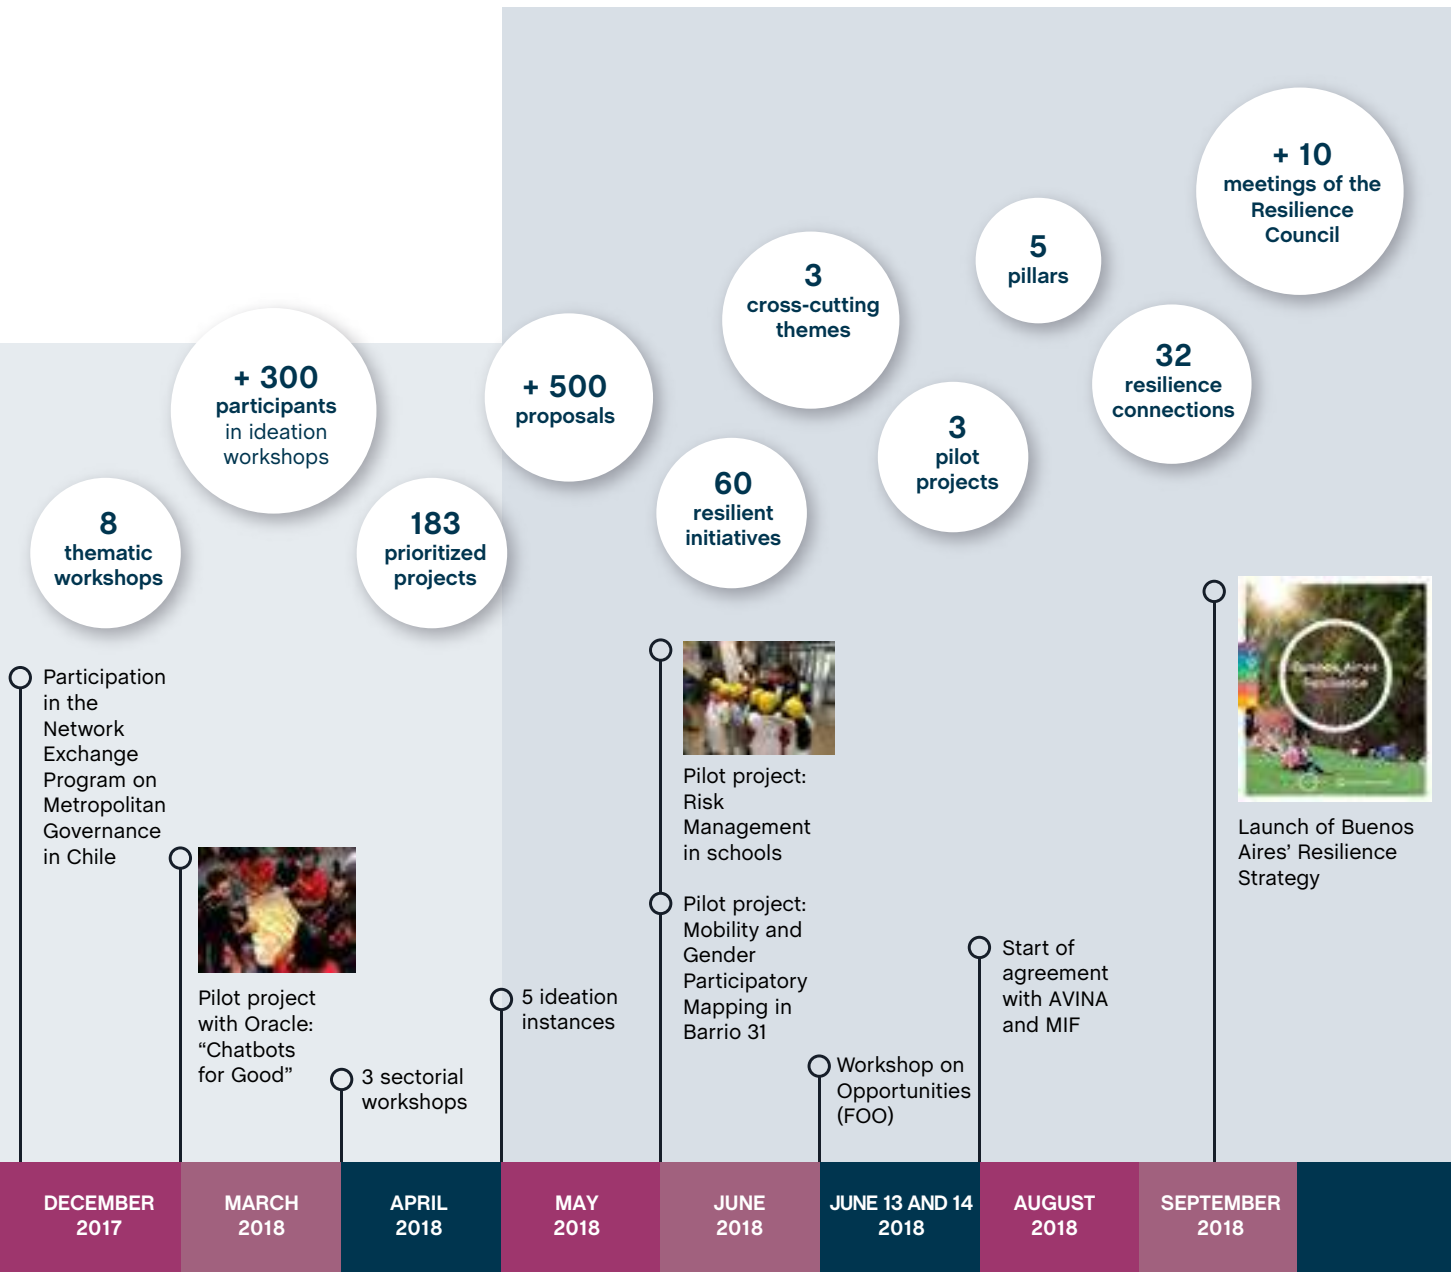 + 10
meetings of the
Resilience
Council
5
pillars
3
cross-cutting
themes
32
resilience
connections
+ 300
participants
in ideation
workshops
+ 500
proposals
3
pilot
projects
60
resilient
initiatives
8
thematic
workshops
183
prioritized
projects
Participation
in the
Network
Exchange
Program on
Metropolitan
Governance
in Chile
Pilot project
with Oracle:
“Chatbots
for Good”
3 sectorial
workshops
5 ideation
instances
Pilot project:
Risk
Management
in schools
Pilot project:
Mobility and
Gender
Participatory
Mapping in
Barrio 31
Workshop on
Opportunities
(FOO)
Start of
agreement
with AVINA
and MIF
Buenos Aires
Resilience
Launch of Buenos
Aires’ Resilience
Strategy
DECEMBER
2017
MARCH
2018
APRIL
2018
MAY
2018
JUNE
2018
JUNE 13 AND 14
2018
AUGUST
2018
SEPTEMBER
2018